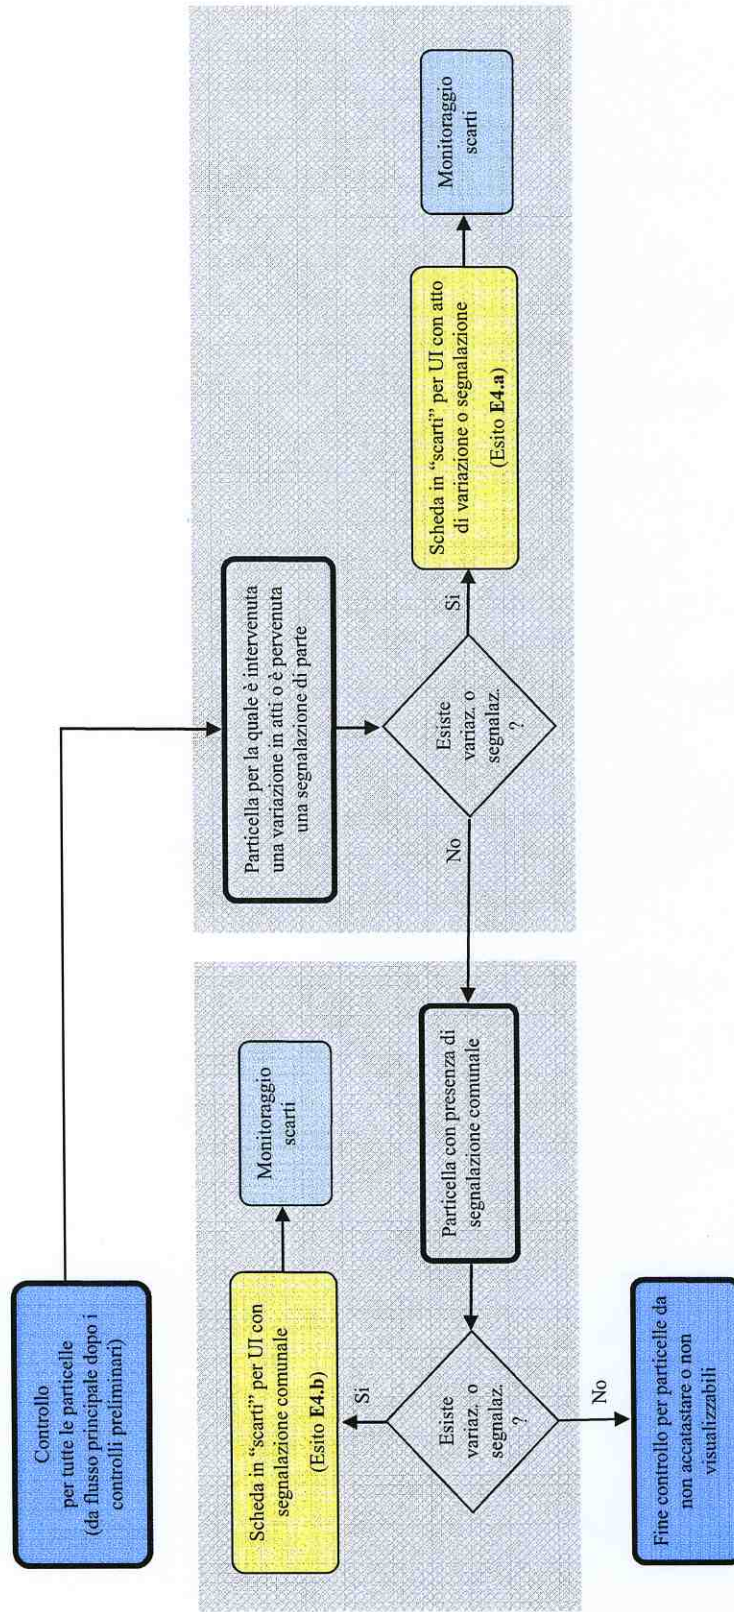 Controllo
per tutte le particelle
(da flusso principale dopo i
controlli preliminari)
Particella per la quale è intervenuta
una variazione in atti o è pervenuta
una segnalazione di parte
Esiste
variaz. o
segnalaz.
?
Si
Scheda in “scarti” per UI con atto
di variazione o segnalazione
(Esito E4.a)
Monitoraggio
scarti
No
Particella con presenza di
segnalazione comunale
Esiste
variaz. o
segnalaz.
?
Si
Scheda in “scarti” per UI con
segnalazione comunale
(Esito E4.b)
Monitoraggio
scarti
No
Fine controllo per particelle da
non accatastare o non
visualizzabili